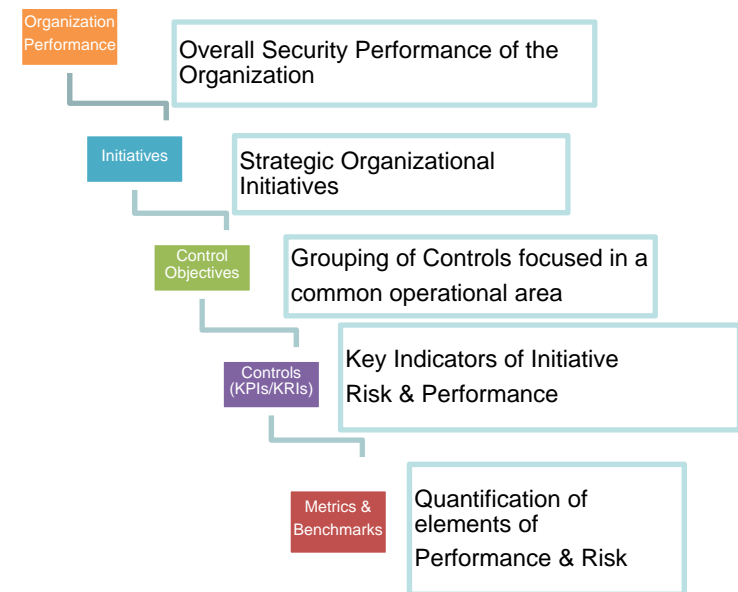 Organization
Performance
Overall Security Performance of the
Organization
Initiatives
Strategic Organizational
Initiatives
Control
Objectives
Grouping of Controls focused in a
common operational area
Controls
(KPIs/KRIs)
Key Indicators of Initiative
Risk & Performance
Metrics &
Benchmarks
Quantification of
elements of
Performance & Risk